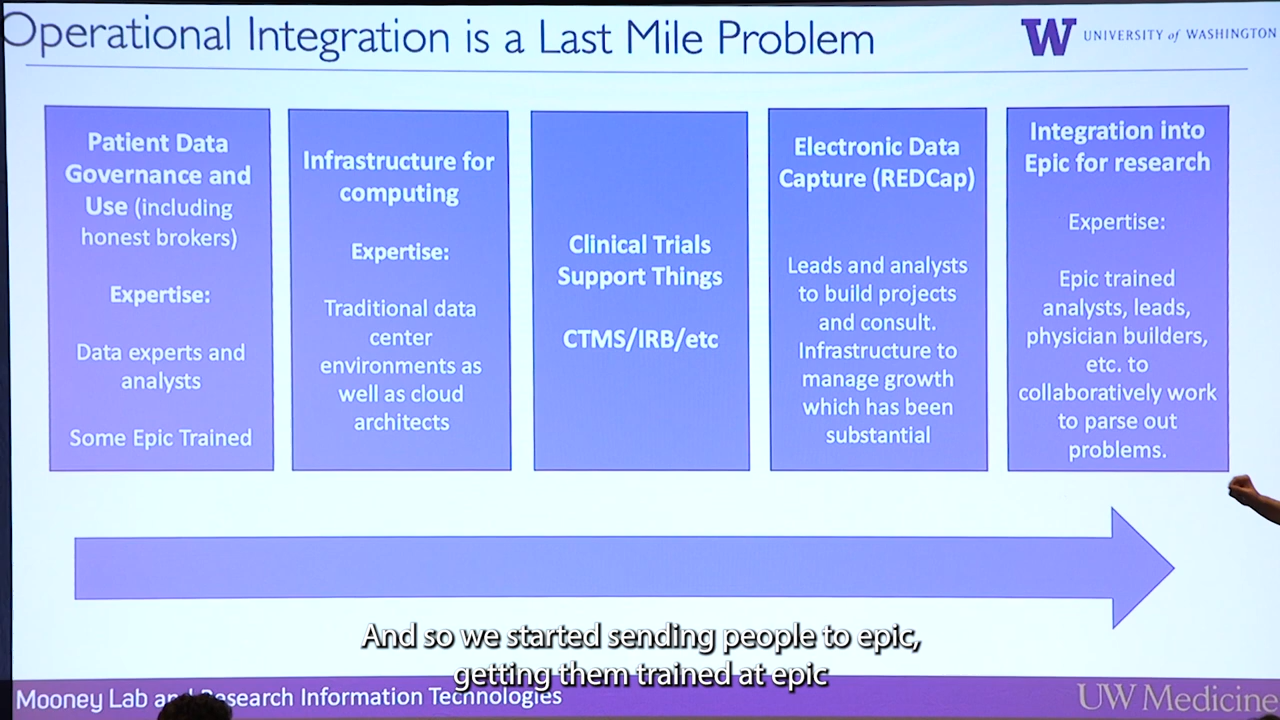 Operational Integration is a Last Mile Problem
W UNIVERSITY of WASHINGTON
Patient Data
Governance and
Use (including
honest brokers)
Expertise:
Data experts and
analysts
Some Epic Trained
Infrastructure for
computing
Expertise:
Traditional data
center
environments as
well as cloud
architects
Clinical Trials
Support Things
CTMS/IRB/etc
Electronic Data
Capture (REDCap)
Leads and analysts
to build projects
and consult.
Infrastructure to
manage growth
which has been
substantial
Integration into
Epic for research
Expertise:
Epic trained
analysts, leads,
physician builders,
etc. to
collaboratively work
to parse out
problems.
And so we started sending people to epic,
getting them trained at epic
Mooney Lab and Research Information Technologies
UW Medicine